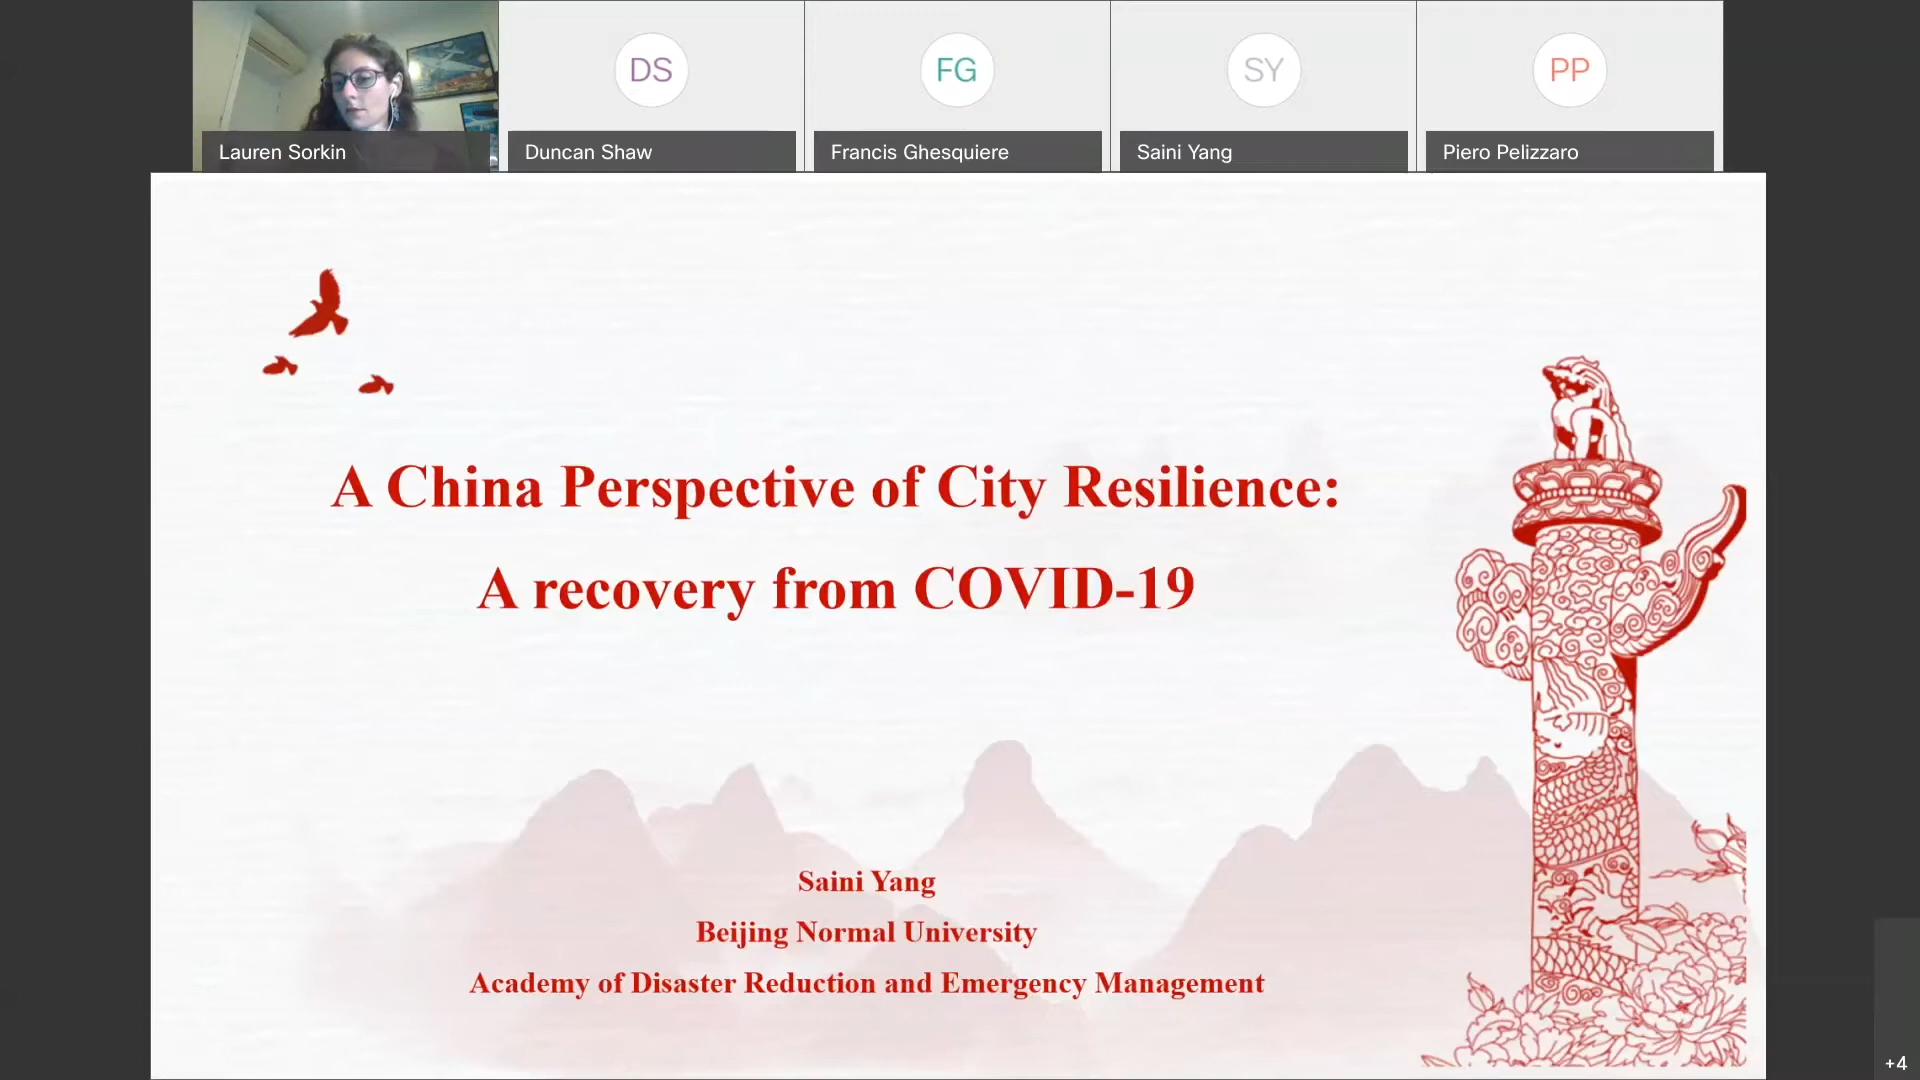 DS
FG
SY
PP
Lauren Sorkin
Duncan Shaw
Francis Ghesquiere
Saini Yang
Piero Pelizzaro
A China Perspective of City Resilience:
A recovery from COVID-19
Saini Yang
Beijing Normal University
Academy of Disaster Reduction and Emergency Management
+4